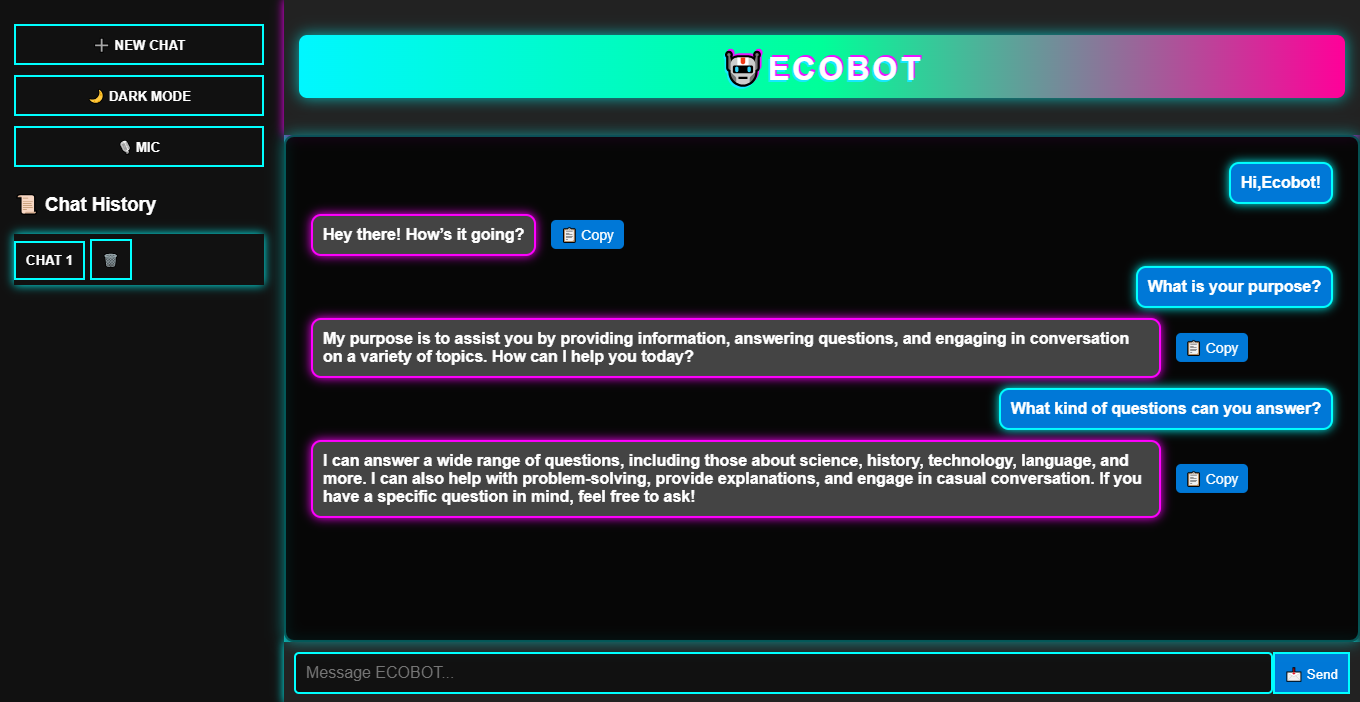 ➕ NEW CHAT
🌙 DARK MODE
🎙️ MIC
📜 Chat History
CHAT 1 🗑️
ECOBOT
Hi,Ecobot!
Hey there! How’s it going?
📋 Copy
What is your purpose?
My purpose is to assist you by providing information, answering questions, and engaging in conversation
on a variety of topics. How can I help you today?
📋 Copy
What kind of questions can you answer?
I can answer a wide range of questions, including those about science, history, technology, language, and
more. I can also help with problem-solving, provide explanations, and engage in casual conversation. If you
have a specific question in mind, feel free to ask!
📋 Copy
Message ECOBOT...
📩 Send